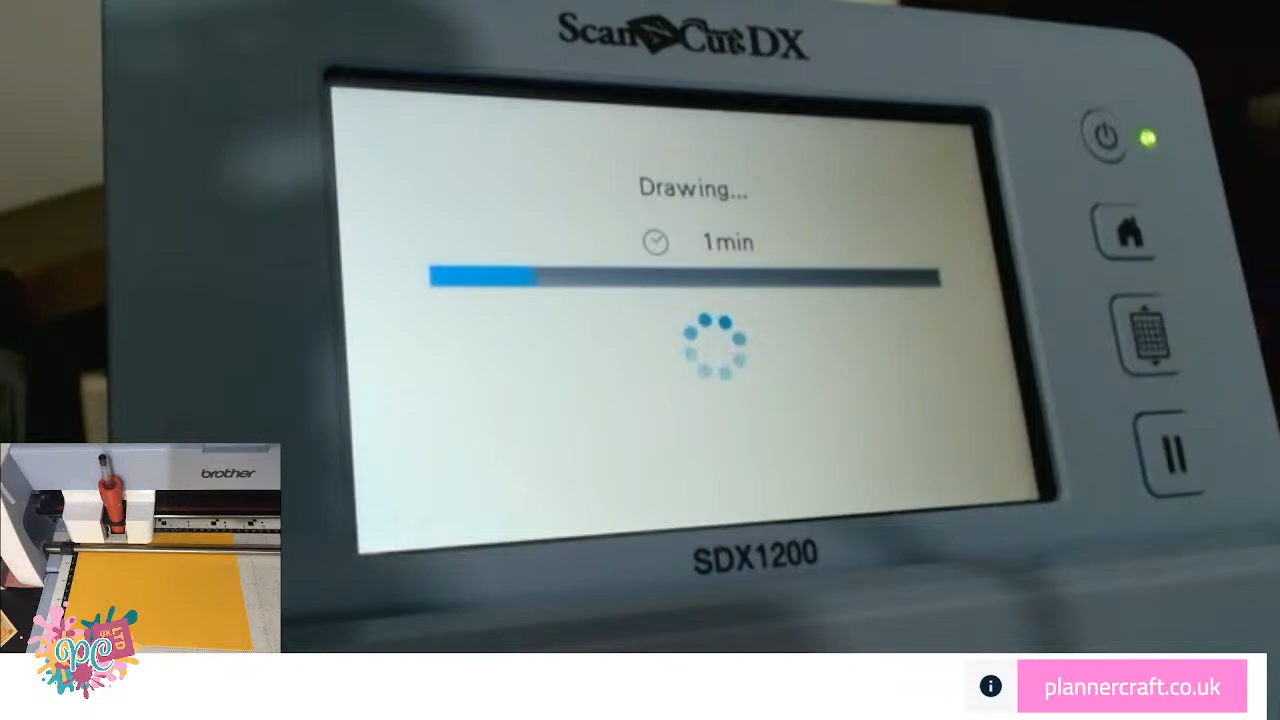 ScanNCut DX
Drawing...
1min
SDX1200
brother
PC
UK
LTD
plannercraft.co.uk